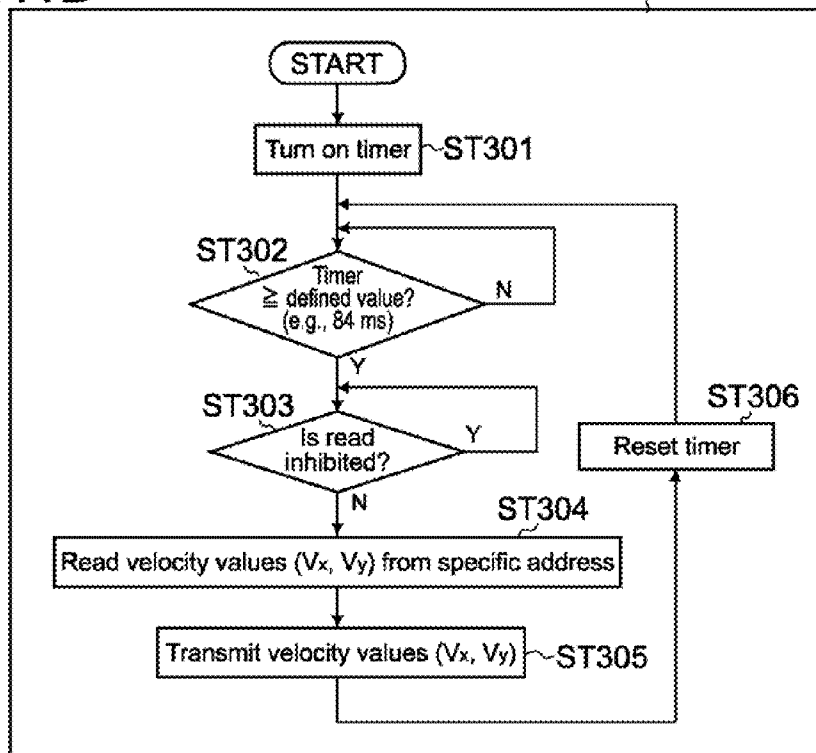 START
Turn on timer
ST301
ST302
Timer
≧ defined value?
(e.g., 84 ms)
N
Y
ST303
Is read
inhibited?
Y
N
ST306
Reset timer
ST304
Read velocity values (Vx, Vy) from specific address
Transmit velocity values (Vx, Vy)
ST305